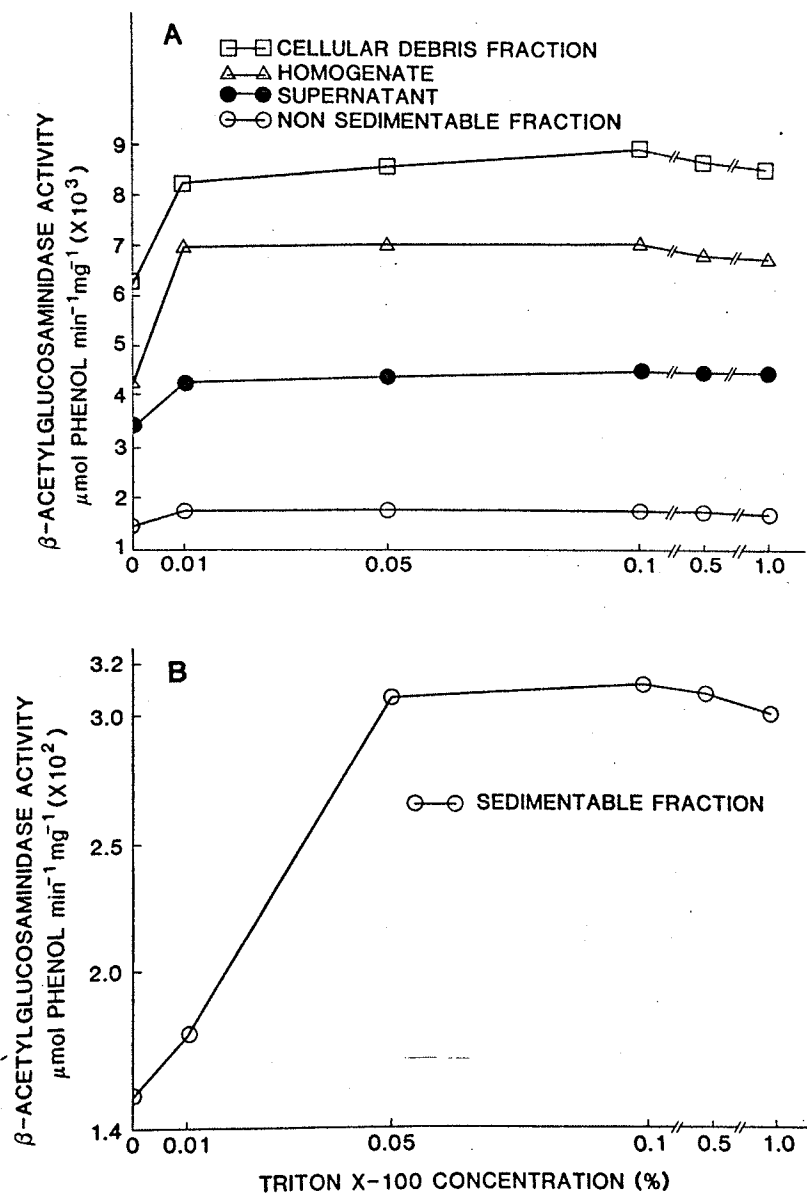 A
CELLULAR DEBRIS FRACTION
HOMOGENATE
SUPERNATANT
NON SEDIMENTABLE FRACTION
β-ACETYLGLUCOSAMINIDASE ACTIVITY
μmol PHENOL min⁻¹mg⁻¹(X10³)
9
8
7
6
5
4
3
2
1
0 0.01 0.05 0.1 0.5 1.0
B
SEDIMENTABLE FRACTION
β-ACETYLGLUCOSAMINIDASE ACTIVITY
μmol PHENOL min⁻¹mg⁻¹(X10²)
3.2
3.0
2.5
2.0
1.4
0 0.01 0.05 0.1 0.5 1.0
TRITON X-100 CONCENTRATION (%)